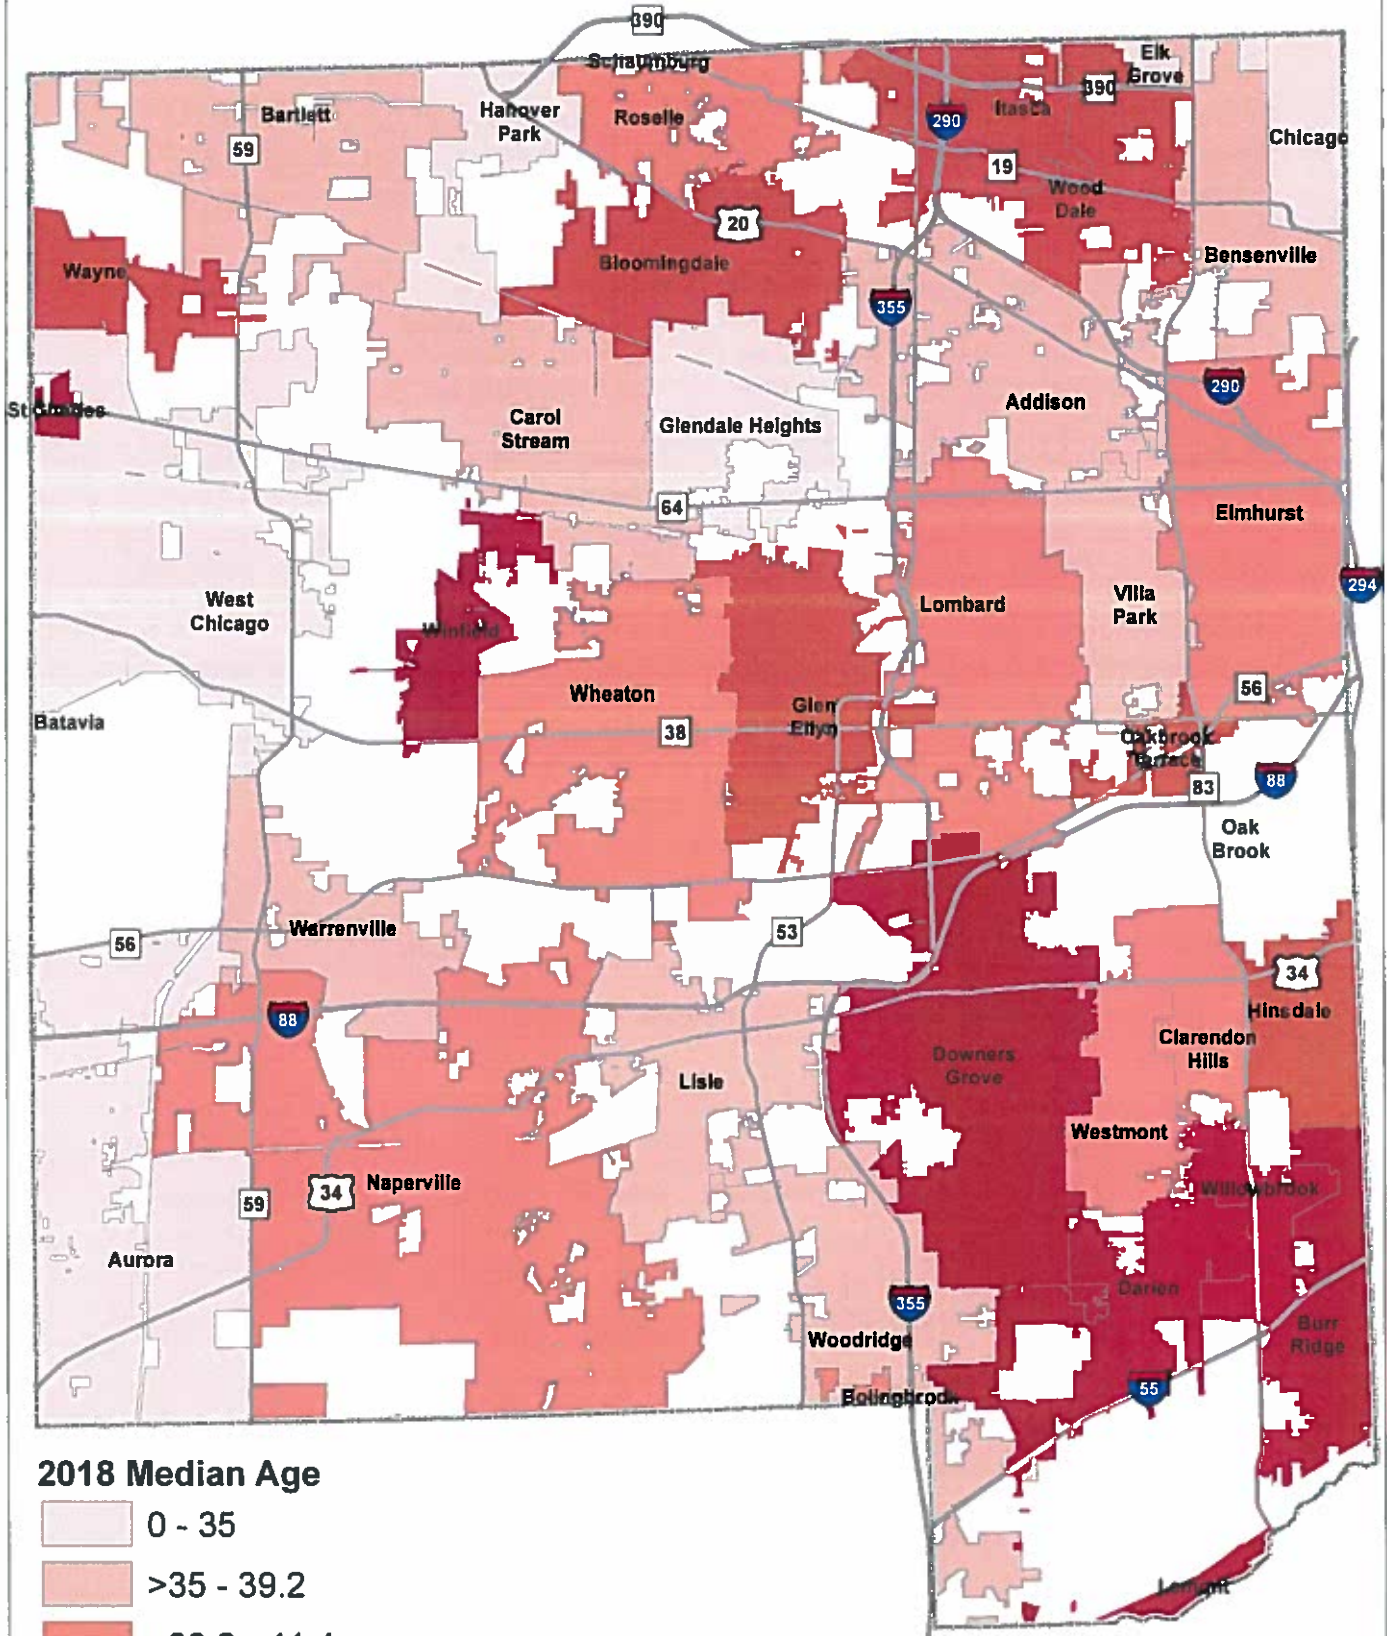 390
Schaumburg
Elk
Grove
390
Bartlett
Hanover
Park
Roselle
290
Itasca
Chicago
59
19
Wood
Dale
20
Bensenville
Wayne
Bloomingdale
355
290
St Charles
Carol
Stream
Glendale Heights
Addison
64
Elmhurst
294
West
Chicago
Winfield
Lombard
Villa
Park
Wheaton
56
Batavia
Glen
Ellyn
38
Oakbrook
Terrace
83
88
Oak
Brook
Warrenville
56
53
34
88
Hinsdale
Clarendon
Hills
Downers
Grove
Lisle
Westmont
Naperville
34
59
Willowbrook
Aurora
Darien
355
Woodridge
Burr
Ridge
Bolingbrook
55
2018 Median Age
0 - 35
>35 - 39.2
Lemont